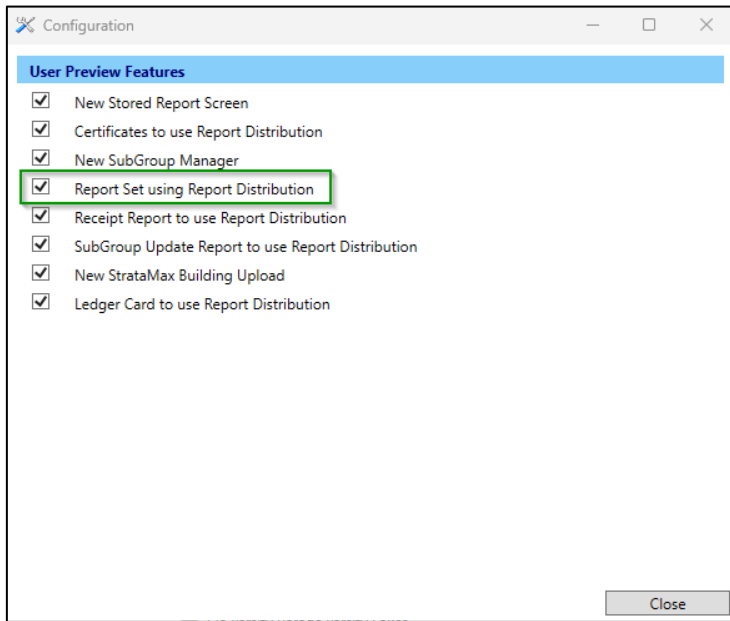 Configuration
User Preview Features
New Stored Report Screen
Certificates to use Report Distribution
New SubGroup Manager
Report Set using Report Distribution
Receipt Report to use Report Distribution
SubGroup Update Report to use Report Distribution
New StrataMax Building Upload
Ledger Card to use Report Distribution
Close